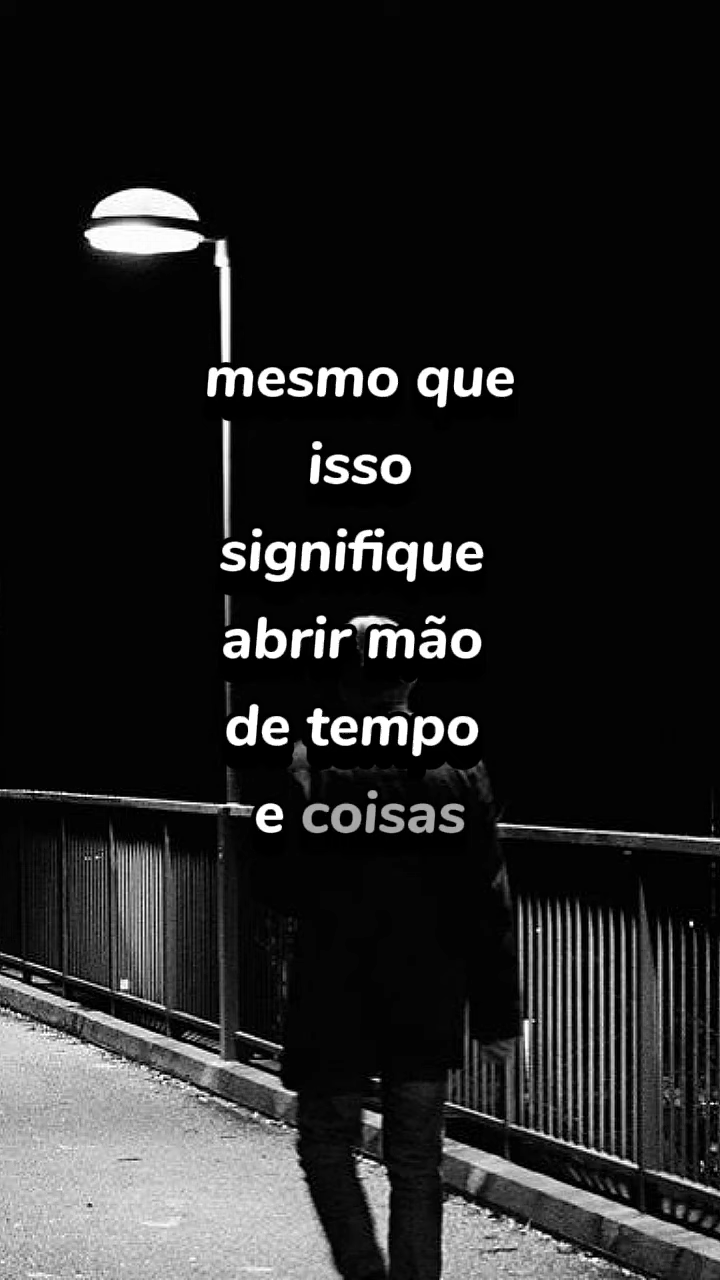 mesmo que
isso
signifique
abrir mão
de tempo
e coisas